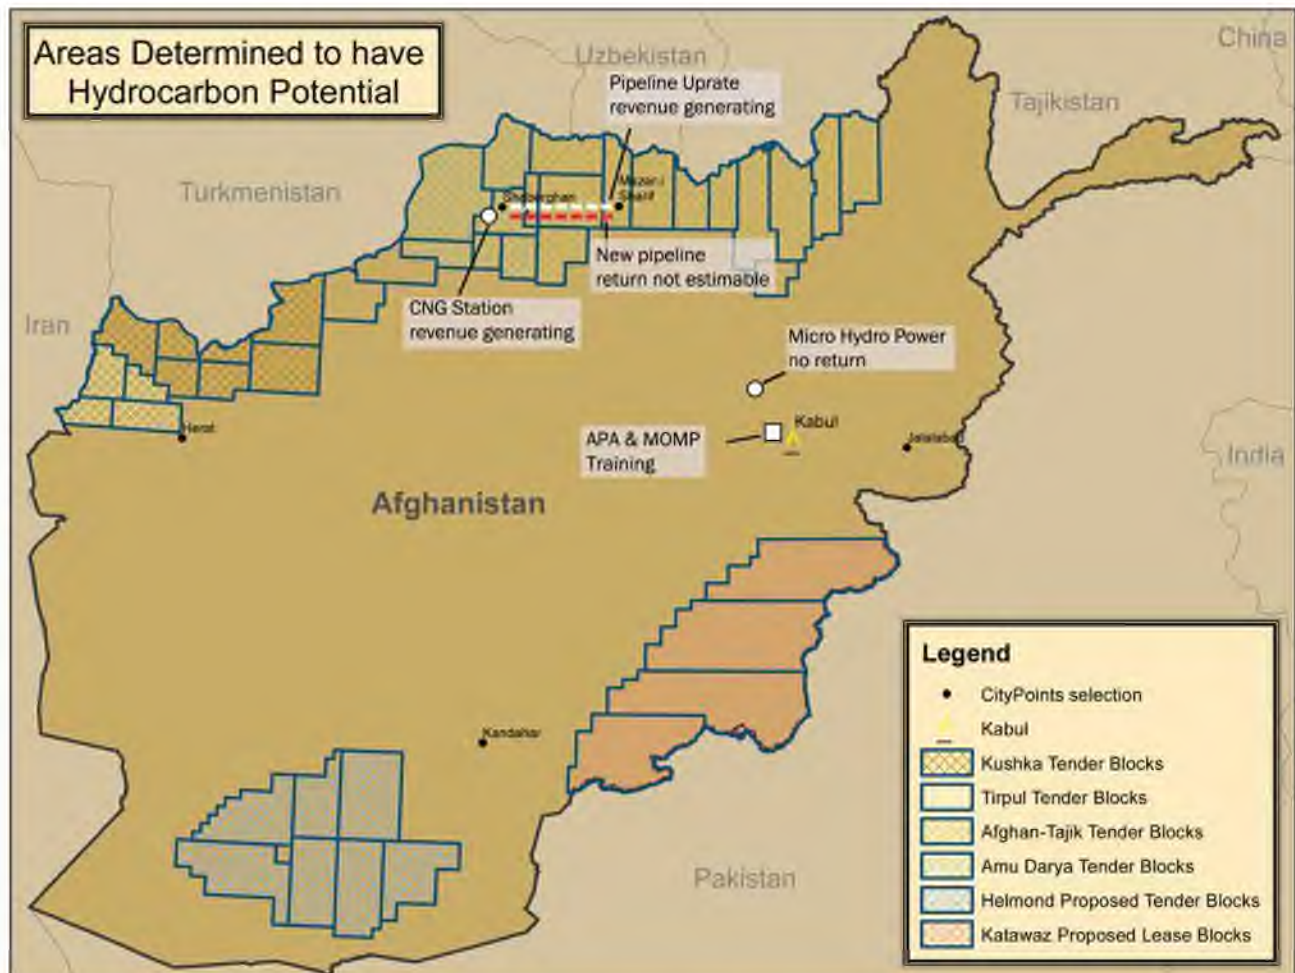 Areas Determined to have
Hydrocarbon Potential
Uzbekistan
China
Pipeline Uprate
revenue generating
Tajikistan
Turkmenistan
Mazar-i
Sharif
Sheberghan
New pipeline
return not estimable
CNG Station
revenue generating
Iran
Micro Hydro Power
no return
Herat
APA & MOMP
Training
Kabul
Jalalabad
India
Afghanistan
Kandahar
Pakistan
Legend
CityPoints selection
Kabul
Kushka Tender Blocks
Tirpul Tender Blocks
Afghan-Tajik Tender Blocks
Amu Darya Tender Blocks
Helmond Proposed Tender Blocks
Katawaz Proposed Lease Blocks